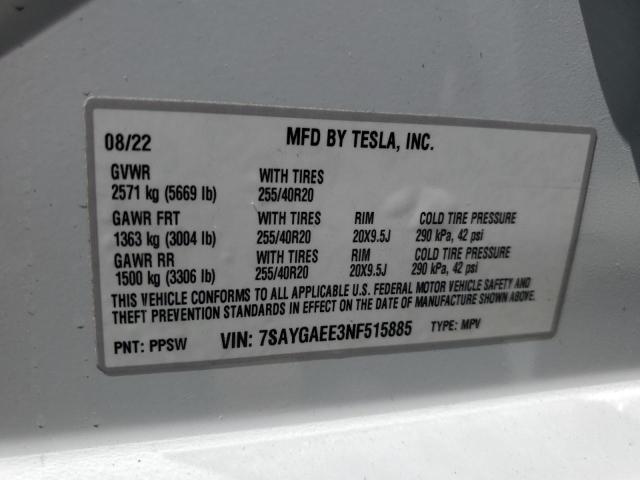 08/22 MFD BY TESLA, INC.
GVWR WITH TIRES
2571 kg (5669 lb) 255/40R20
GAWR FRT WITH TIRES RIM COLD TIRE PRESSURE
1363 kg (3004 lb) 255/40R20 20X9.5J 290 kPa, 42 psi
GAWR RR WITH TIRES RIM COLD TIRE PRESSURE
1500 kg (3306 lb) 255/40R20 20X9.5J 290 kPa, 42 psi
THIS VEHICLE CONFORMS TO ALL APPLICABLE U.S. FEDERAL MOTOR VEHICLE SAFETY AND
THEFT PREVENTION STANDARDS IN EFFECT ON THE DATE OF MANUFACTURE SHOWN ABOVE.
PNT: PPSW VIN: 7SAYGAEE3NF515885 TYPE: MPV